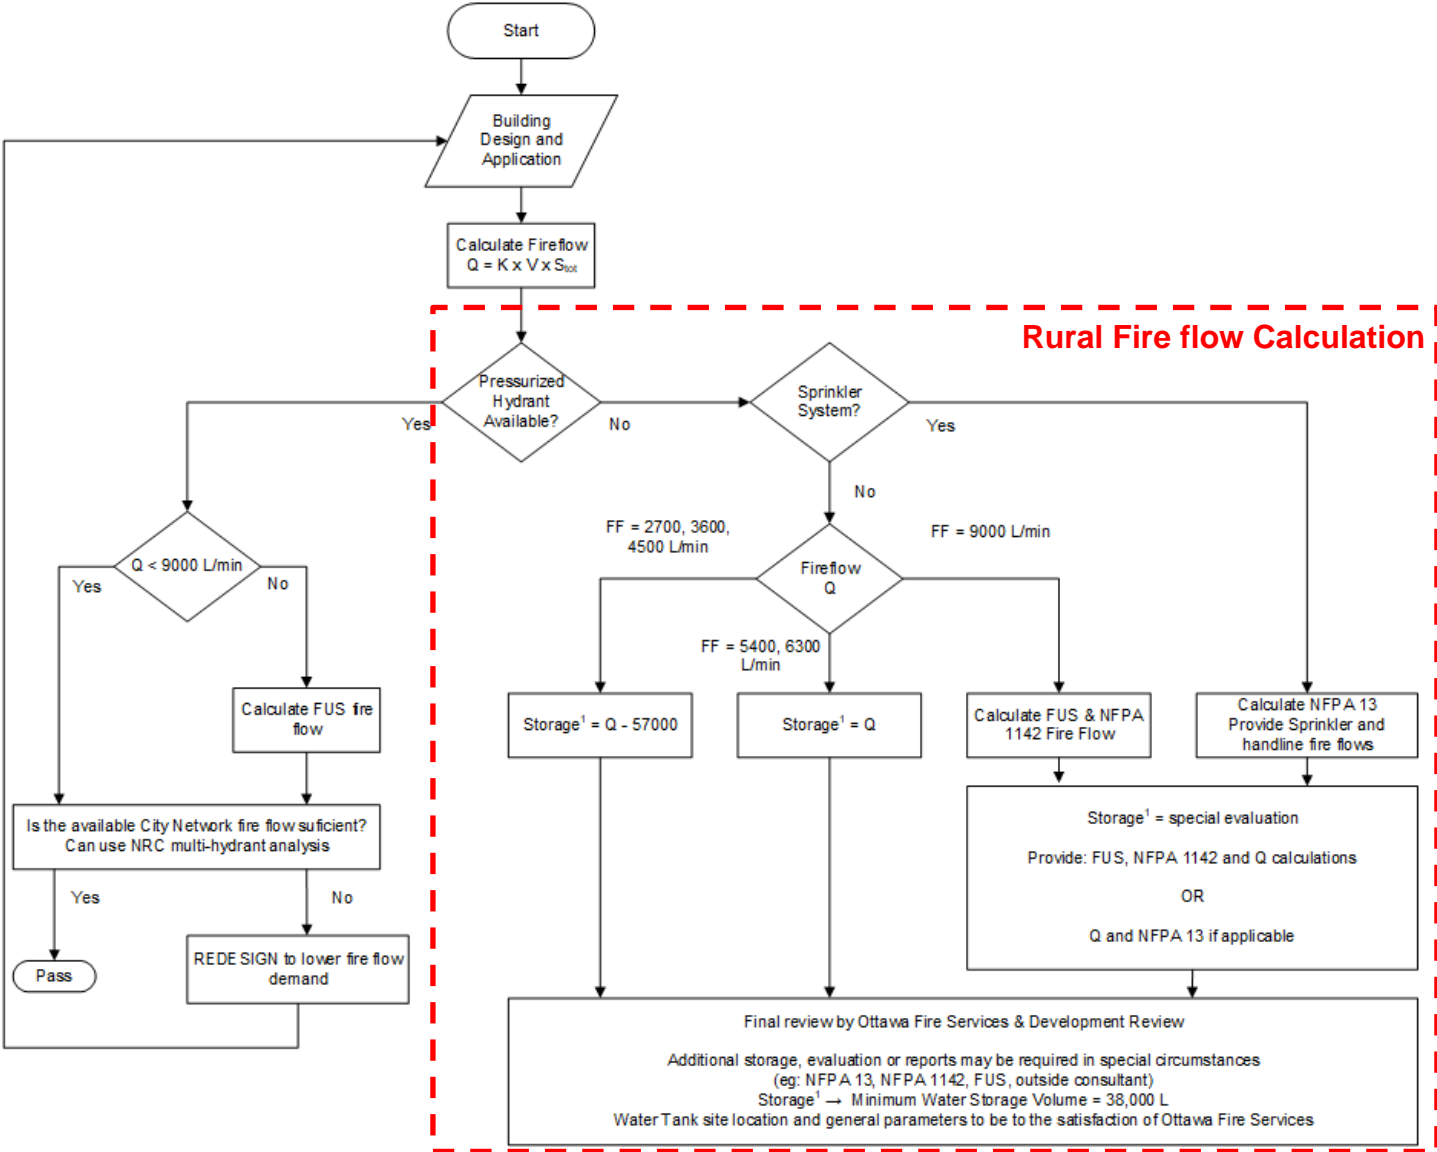 Start
Building
Design and
Application
Calculate Fireflow
Q = K x V x Stot
Rural Fire flow Calculation
Pressurized
Hydrant
Available?
Yes
No
Sprinkler
System?
Yes
No
FF = 2700, 3600,
4500 L/min
FF = 9000 L/min
Q < 9000 L/min
Yes
No
Fireflow
Q
FF = 5400, 6300
L/min
Calculate FUS fire
flow
Storage¹ = Q - 57000
Storage¹ = Q
Calculate FUS & NFPA
1142 Fire Flow
Calculate NFPA 13
Provide Sprinkler and
handline fire flows
Is the available City Network fire flow suficient?
Can use NRC multi-hydrant analysis
Storage¹ = special evaluation
Provide: FUS, NFPA 1142 and Q calculations
OR
Q and NFPA 13 if applicable
Yes
No
Pass
REDESIGN to lower fire flow
demand
Final review by Ottawa Fire Services & Development Review
Additional storage, evaluation or reports may be required in special circumstances
(eg: NFPA 13, NFPA 1142, FUS, outside consultant)
Storage¹ → Minimum Water Storage Volume = 38,000 L
Water Tank site location and general parameters to be to the satisfaction of Ottawa Fire Services